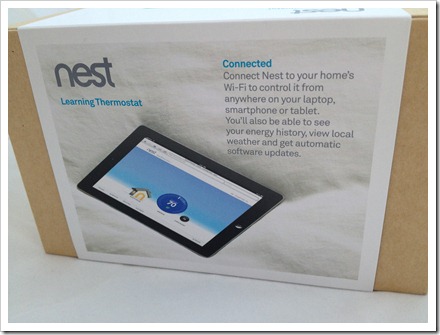 nest
Learning Thermostat
Connected
Connect Nest to your home's
Wi-Fi to control it from
anywhere on your laptop,
smartphone or tablet.
You'll also be able to see
your energy history, view local
weather and get automatic
software updates.
70